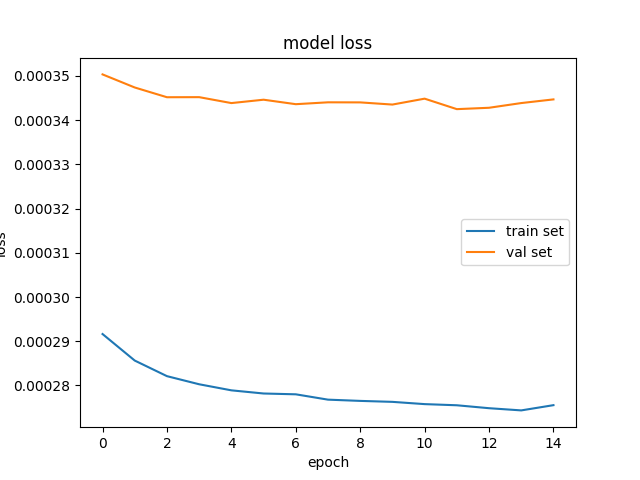 model loss
0.00035
0.00034
0.00033
0.00032
0.00031
0.00030
0.00029
0.00028
loss
train set
val set
0 2 4 6 8 10 12 14
epoch